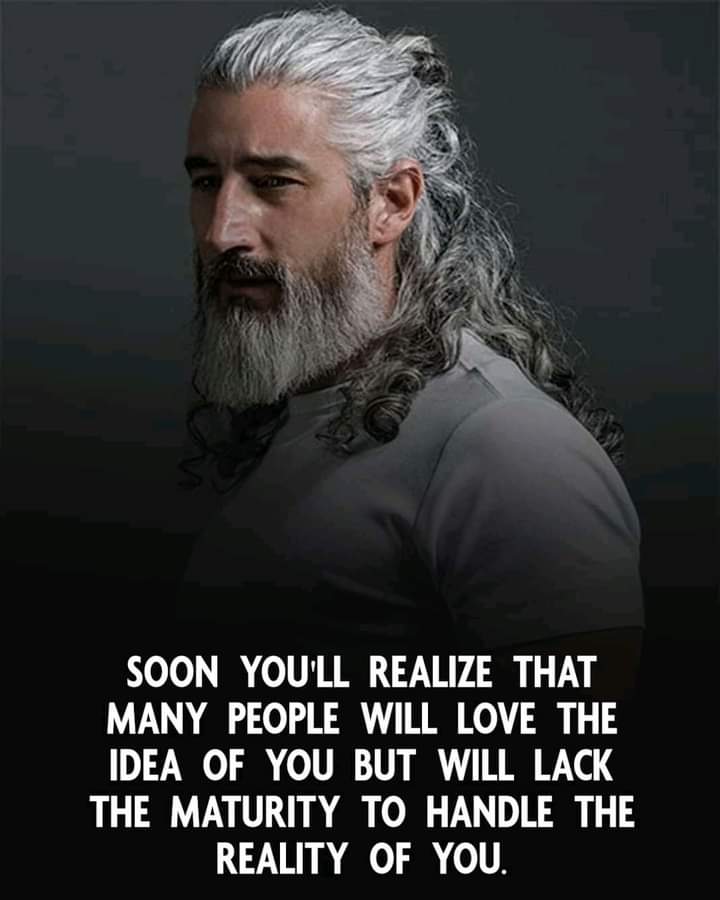 SOON YOU'LL REALIZE THAT
MANY PEOPLE WILL LOVE THE
IDEA OF YOU BUT WILL LACK
THE MATURITY TO HANDLE THE
REALITY OF YOU.